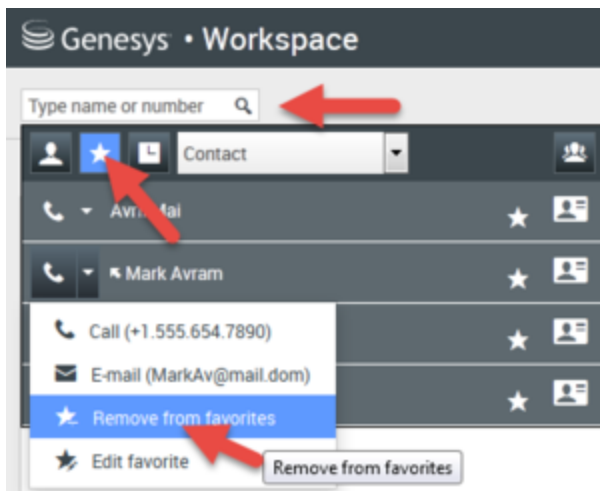 Genesys • Workspace
Type name or number
Contact
Mai
Mark Avram
Call (+1.555.654.7890)
E-mail (MarkAv@mail.dom)
Remove from favorites
Edit favorite
Remove from favorites